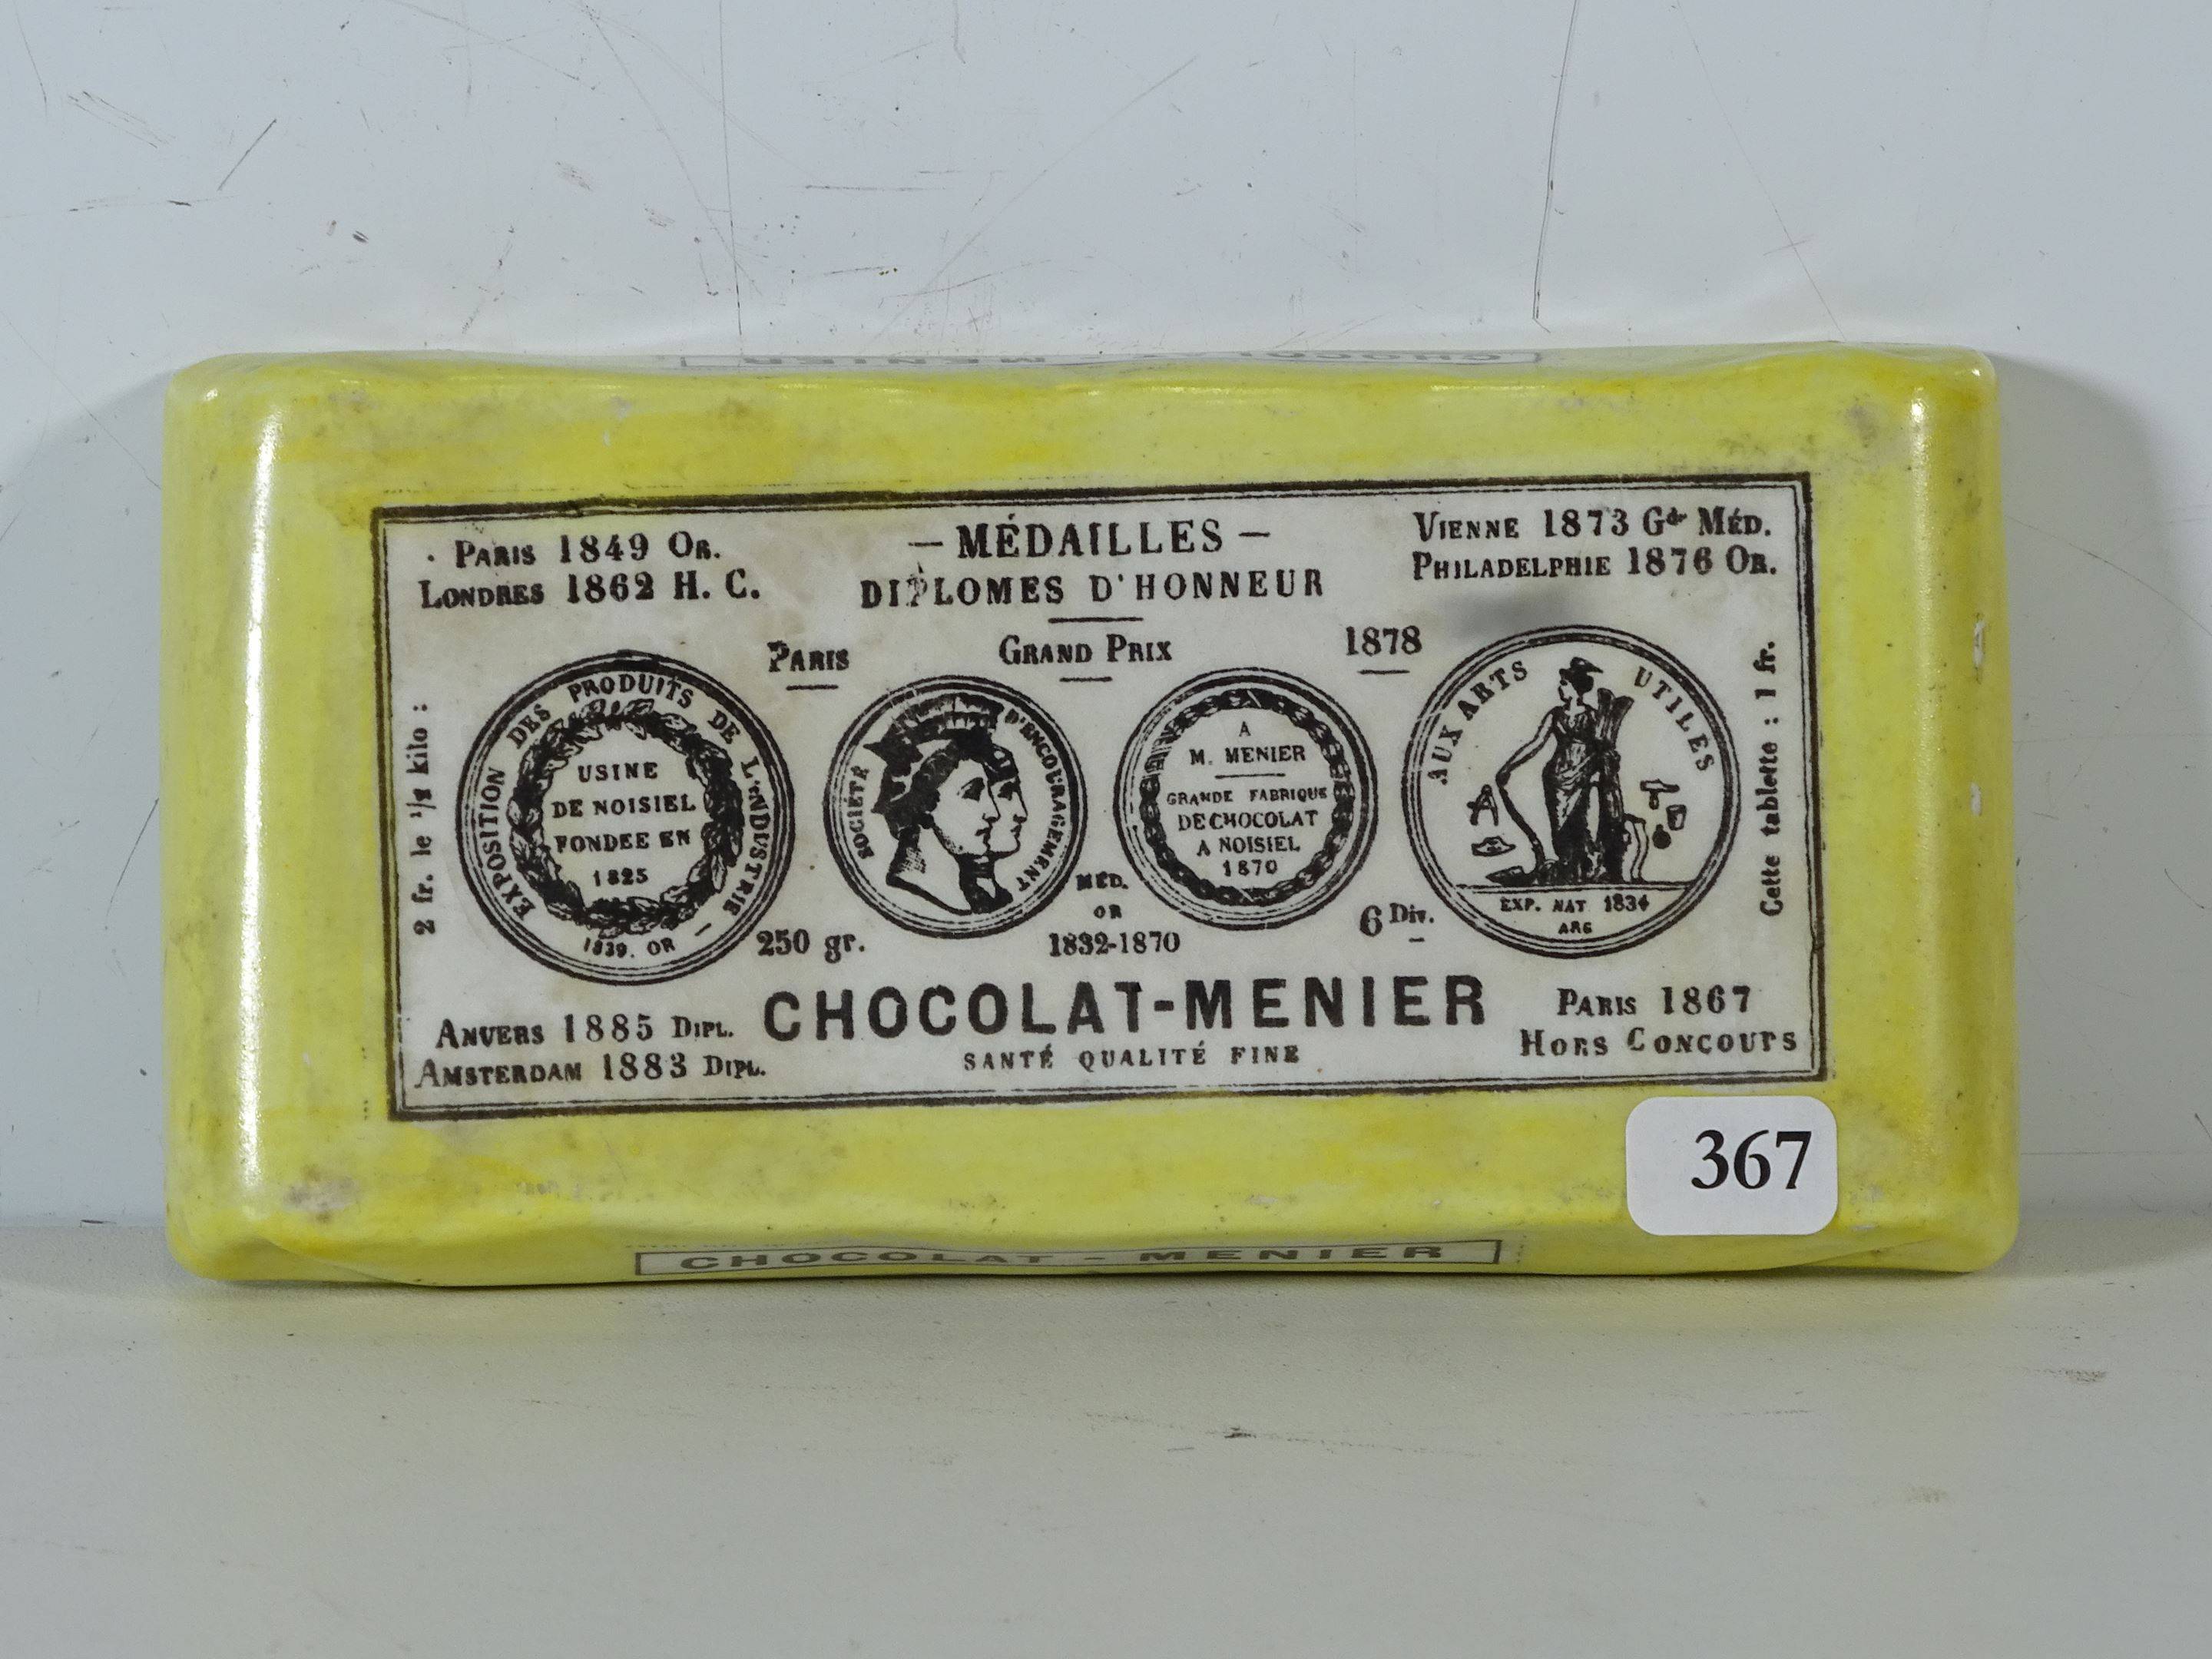 CHOCOLAT - MENIER
PARIS 1849 OR.
LONDRES 1862 H. C.
— MÉDAILLES —
DIPLOMES D'HONNEUR
VIENNE 1873 Gde MÉD.
PHILADELPHIE 1876 OR.
PARIS
GRAND PRIX
1878
2 fr. le 1/2 kilo :
EXPOSITION DES PRODUITS DE L'INDUSTRIE —
USINE
DE NOISIEL
FONDEE EN
1825
1839. OR
250 gr.
SOCIÉTÉ D'ENCOURAGEMENT
MED.
OR
1832-1870
A
M. MENIER
GRANDE FABRIQUE
DE CHOCOLAT
A NOISIEL
1870
6 Div.
AUX ARTS UTILES
EXP. NAT 1834
ARG
Cette tablette : 1 fr.
ANVERS 1885 DIPL.
AMSTERDAM 1883 DIPL.
CHOCOLAT-MENIER
SANTÉ QUALITÉ FINE
PARIS 1867
HORS CONCOURS
367
CHOCOLAT - MENIER